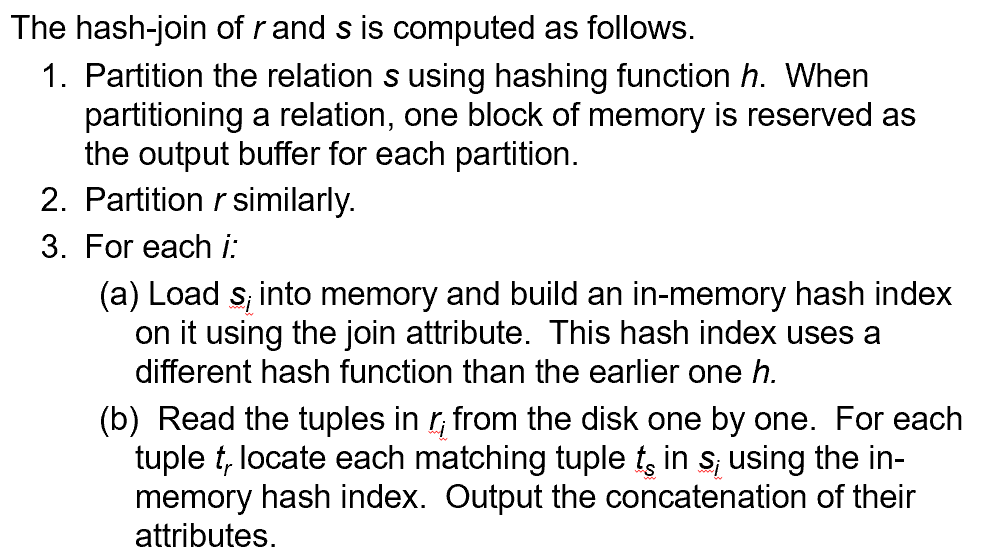 The hash-join of r and s is computed as follows.
1. Partition the relation s using hashing function h. When
partitioning a relation, one block of memory is reserved as
the output buffer for each partition.
2. Partition r similarly.
3. For each i:
(a) Load si into memory and build an in-memory hash index
on it using the join attribute. This hash index uses a
different hash function than the earlier one h.
(b) Read the tuples in ri from the disk one by one. For each
tuple tr locate each matching tuple ts in si using the in-
memory hash index. Output the concatenation of their
attributes.